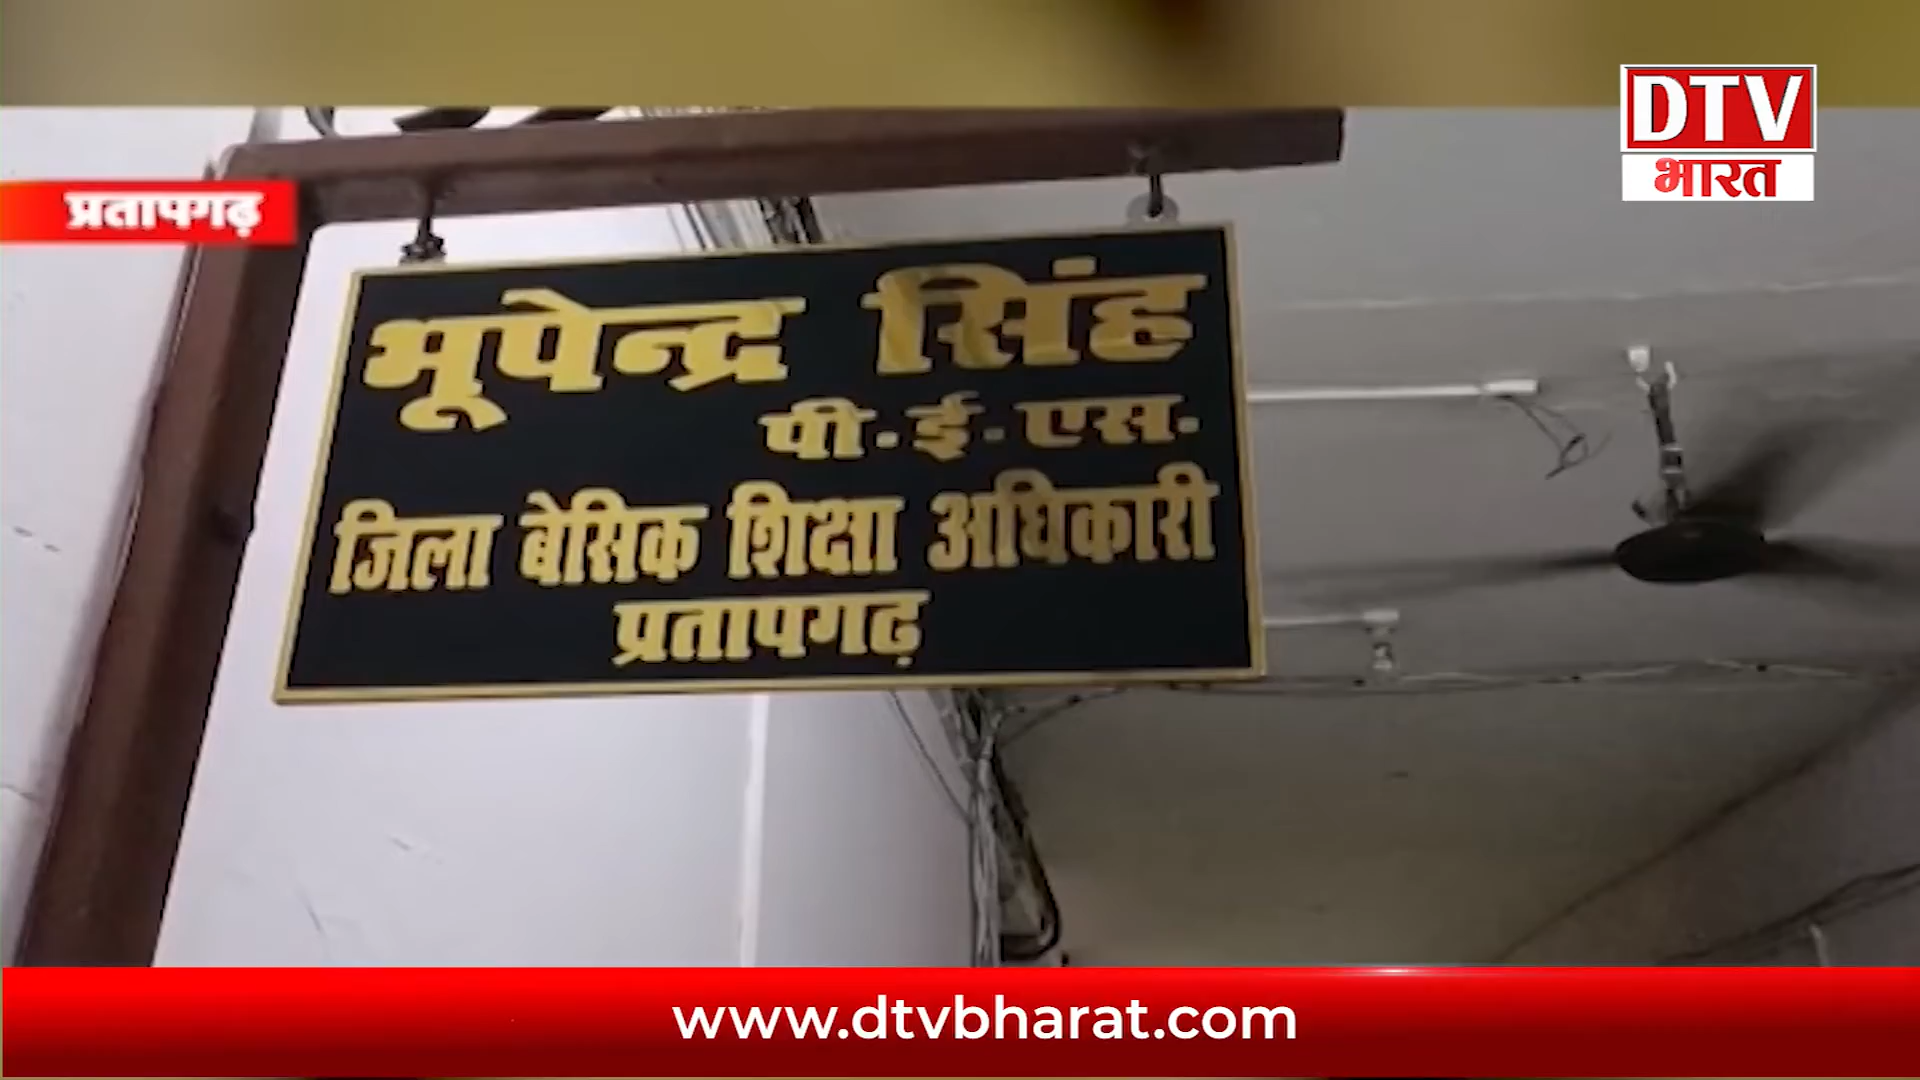 DTV
भारत
प्रतापगढ़
भूपेन्द्र सिंह
पी.ई.एस.
जिला बेसिक शिक्षा अधिकारी
प्रतापगढ़
www.dtvbharat.com